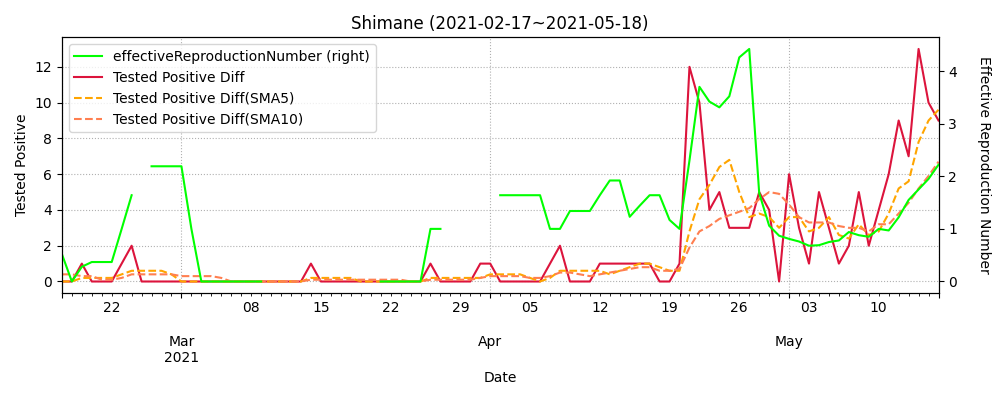 Shimane (2021-02-17~2021-05-18)
effectiveReproductionNumber (right)
Tested Positive Diff
Tested Positive Diff(SMA5)
Tested Positive Diff(SMA10)
Tested Positive
12
10
8
6
4
2
0
4
3
2
1
0
Effective Reproduction Number
22 08 15 22 29 05 12 19 26 03 10
Mar Apr May
2021
Date